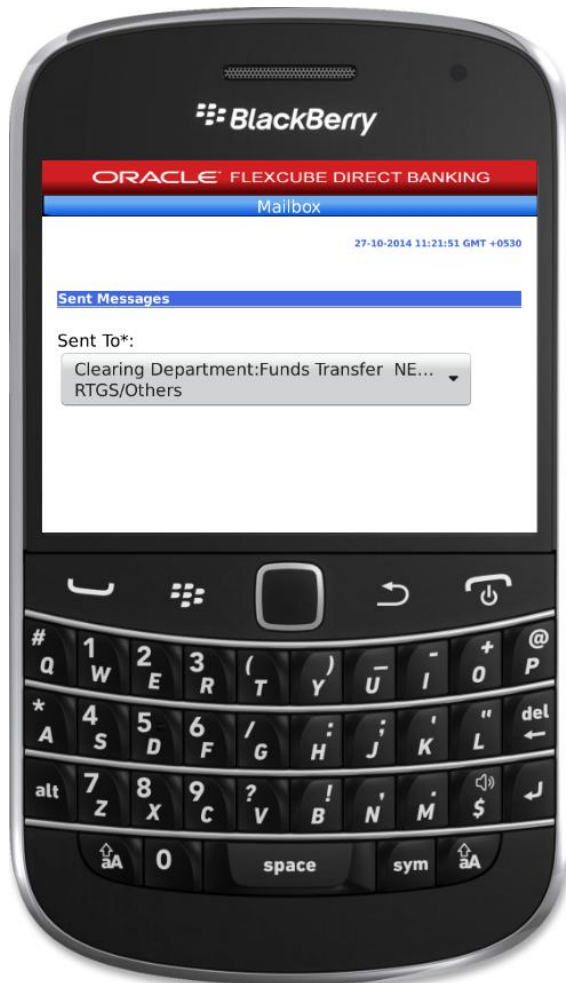 BlackBerry
ORACLE FLEXCUBE DIRECT BANKING
Mailbox
27-10-2014 11:21:51 GMT +0530
Sent Messages
Sent To*:
Clearing Department:Funds Transfer NE...
RTGS/Others
# 1 2 3 ( ) _ - + @
Q W E R T Y U I O P
* 4 5 6 / : ; ' " del
A S D F G H J K L
alt 7 8 9 ? ! , . $
Z X C V B N M
aA 0 space sym aA